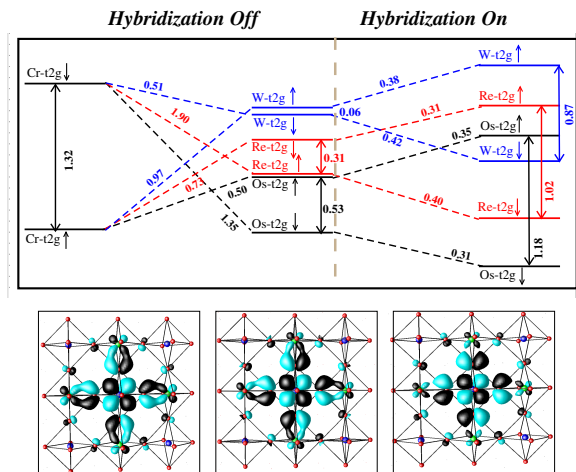 Hybridization Off
Hybridization On
Cr-t2g↓
1.32
Cr-t2g↑
0.51
1.90
0.97
0.73
0.50
1.35
W-t2g↑
W-t2g↓
0.06
Re-t2g↓
Re-t2g↑
0.31
Os-t2g↑
0.53
Os-t2g↓
0.38
0.42
0.31
0.35
0.40
0.31
W-t2g↑
0.87
Re-t2g↑
Os-t2g↑
W-t2g↓
1.02
Re-t2g↓
1.18
Os-t2g↓